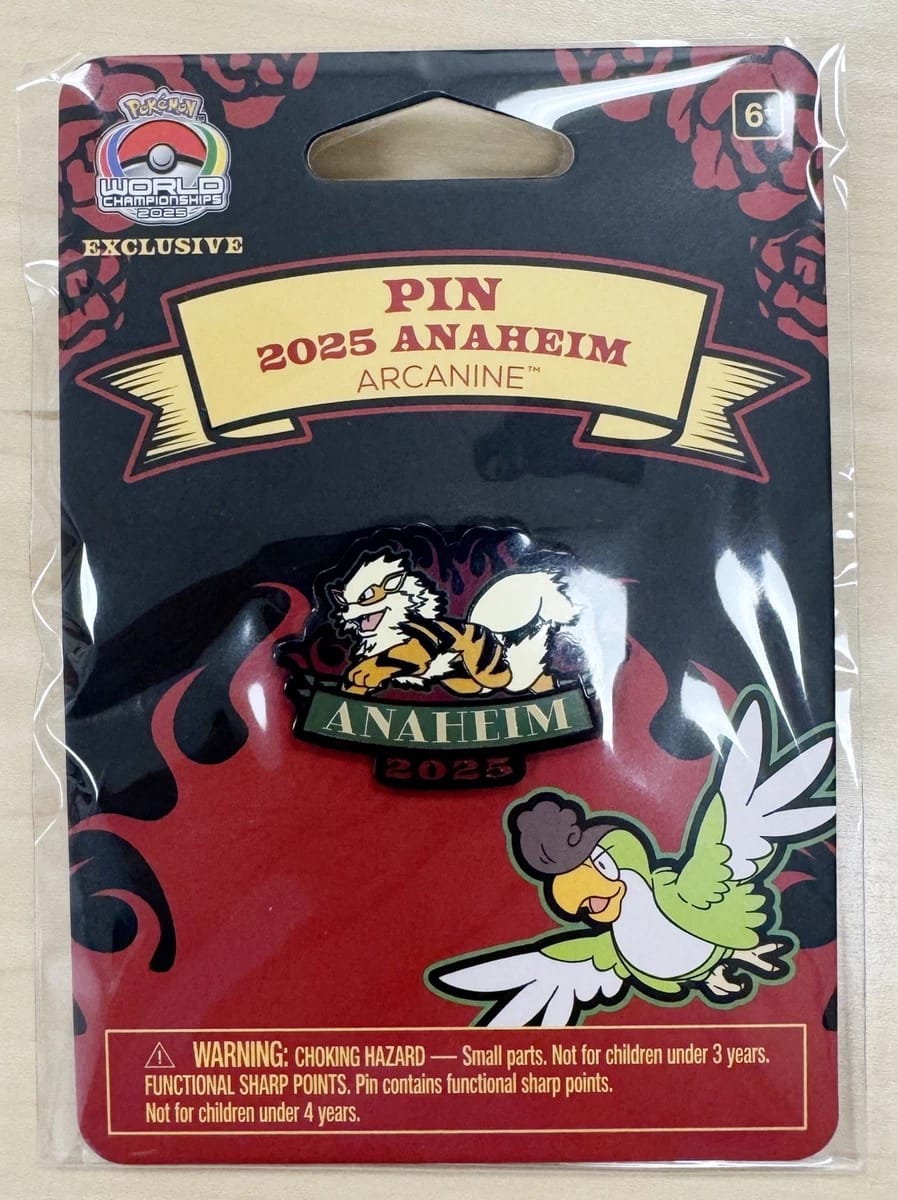 Pokémon
WORLD
CHAMPIONSHIPS
2025
EXCLUSIVE
6+
PIN
2025 ANAHEIM
ARCANINE™
ANAHEIM
2025
⚠ WARNING: CHOKING HAZARD — Small parts. Not for children under 3 years.
FUNCTIONAL SHARP POINTS. Pin contains functional sharp points.
Not for children under 4 years.